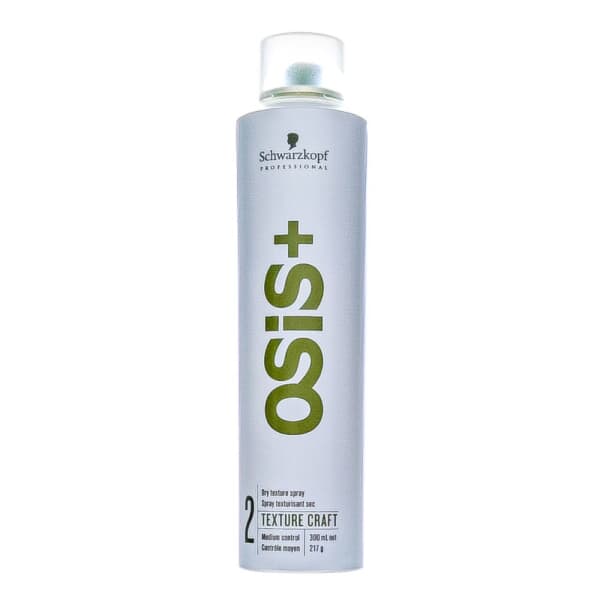 Schwarzkopf
PROFESSIONAL
OSiS+
Dry texture spray
Spray texturisant sec
2 TEXTURE CRAFT
Medium control 300 mL net
Contrôle moyen 217 g